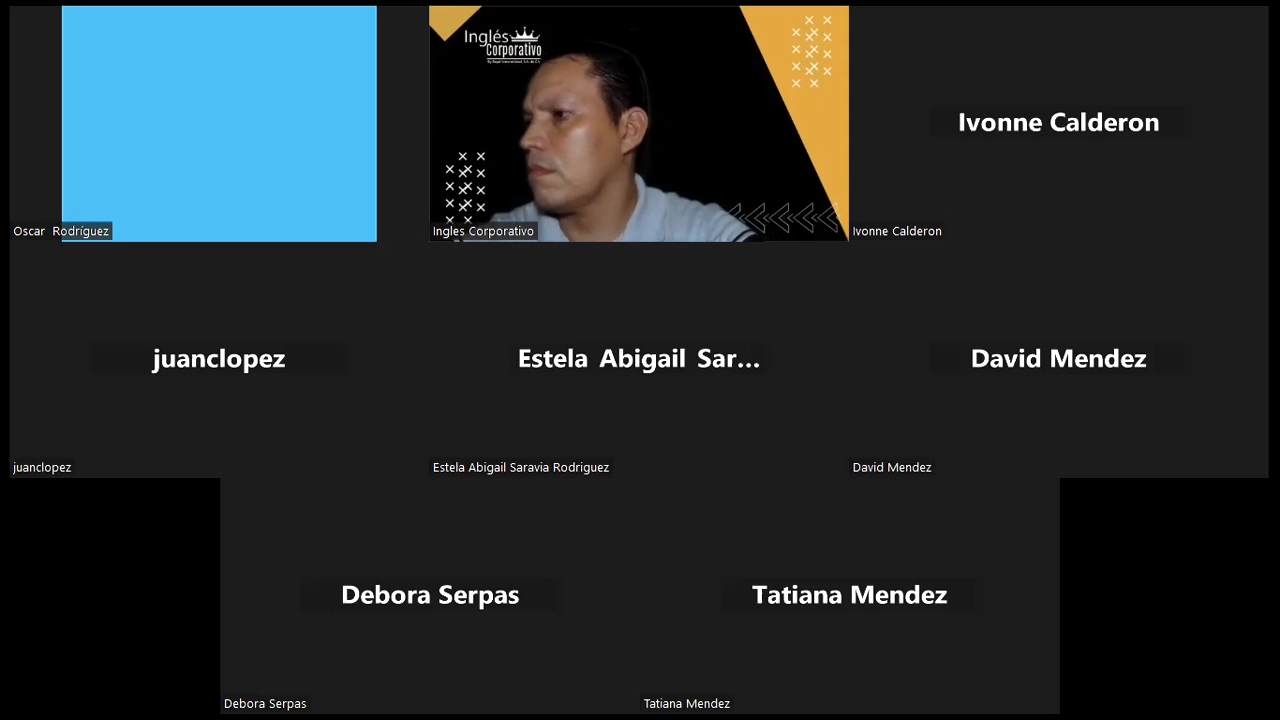 Inglés
Corporativo
Ivonne Calderon
Oscar Rodríguez
Ingles Corporativo
Ivonne Calderon
juanclopez
Estela Abigail Sar...
David Mendez
juanclopez
Estela Abigail Saravia Rodriguez
David Mendez
Debora Serpas
Tatiana Mendez
Debora Serpas
Tatiana Mendez